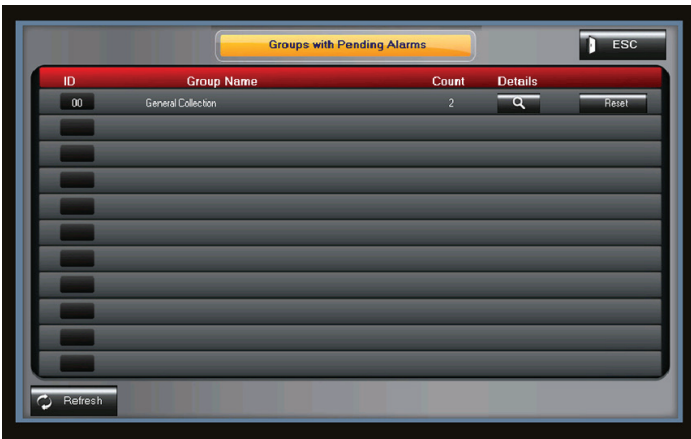 Groups with Pending Alarms
ESC
ID Group Name Count Details
00 General Collection 2 Reset
Refresh